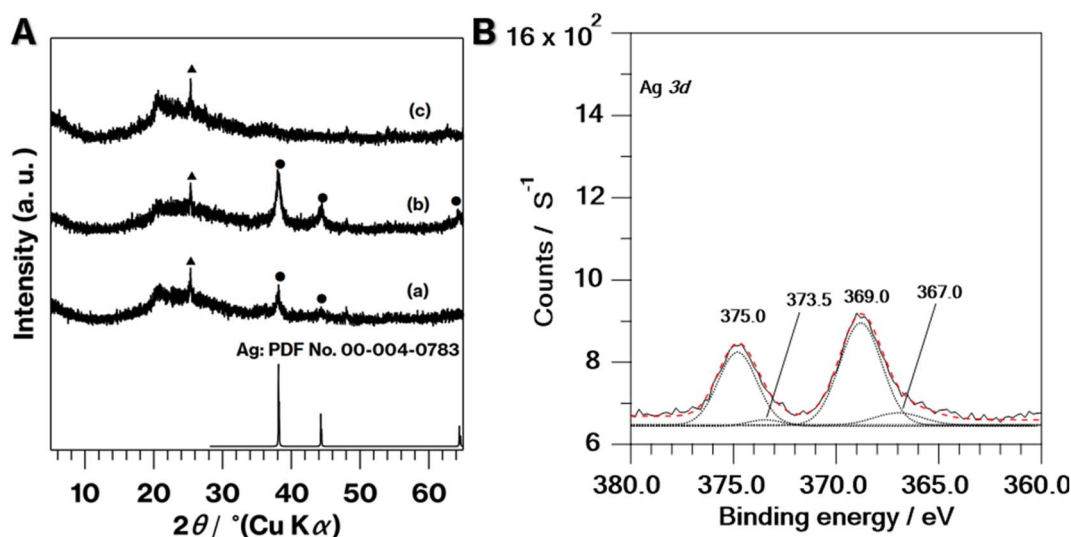 A
Intensity (a. u.)
(c)
(b)
(a)
Ag: PDF No. 00-004-0783
10 20 30 40 50 60
2θ / °(Cu Kα)
B
16 x 10²
Ag 3d
14
12
10
8
6
Counts / S⁻¹
375.0
373.5
369.0
367.0
380.0 375.0 370.0 365.0 360.0
Binding energy / eV